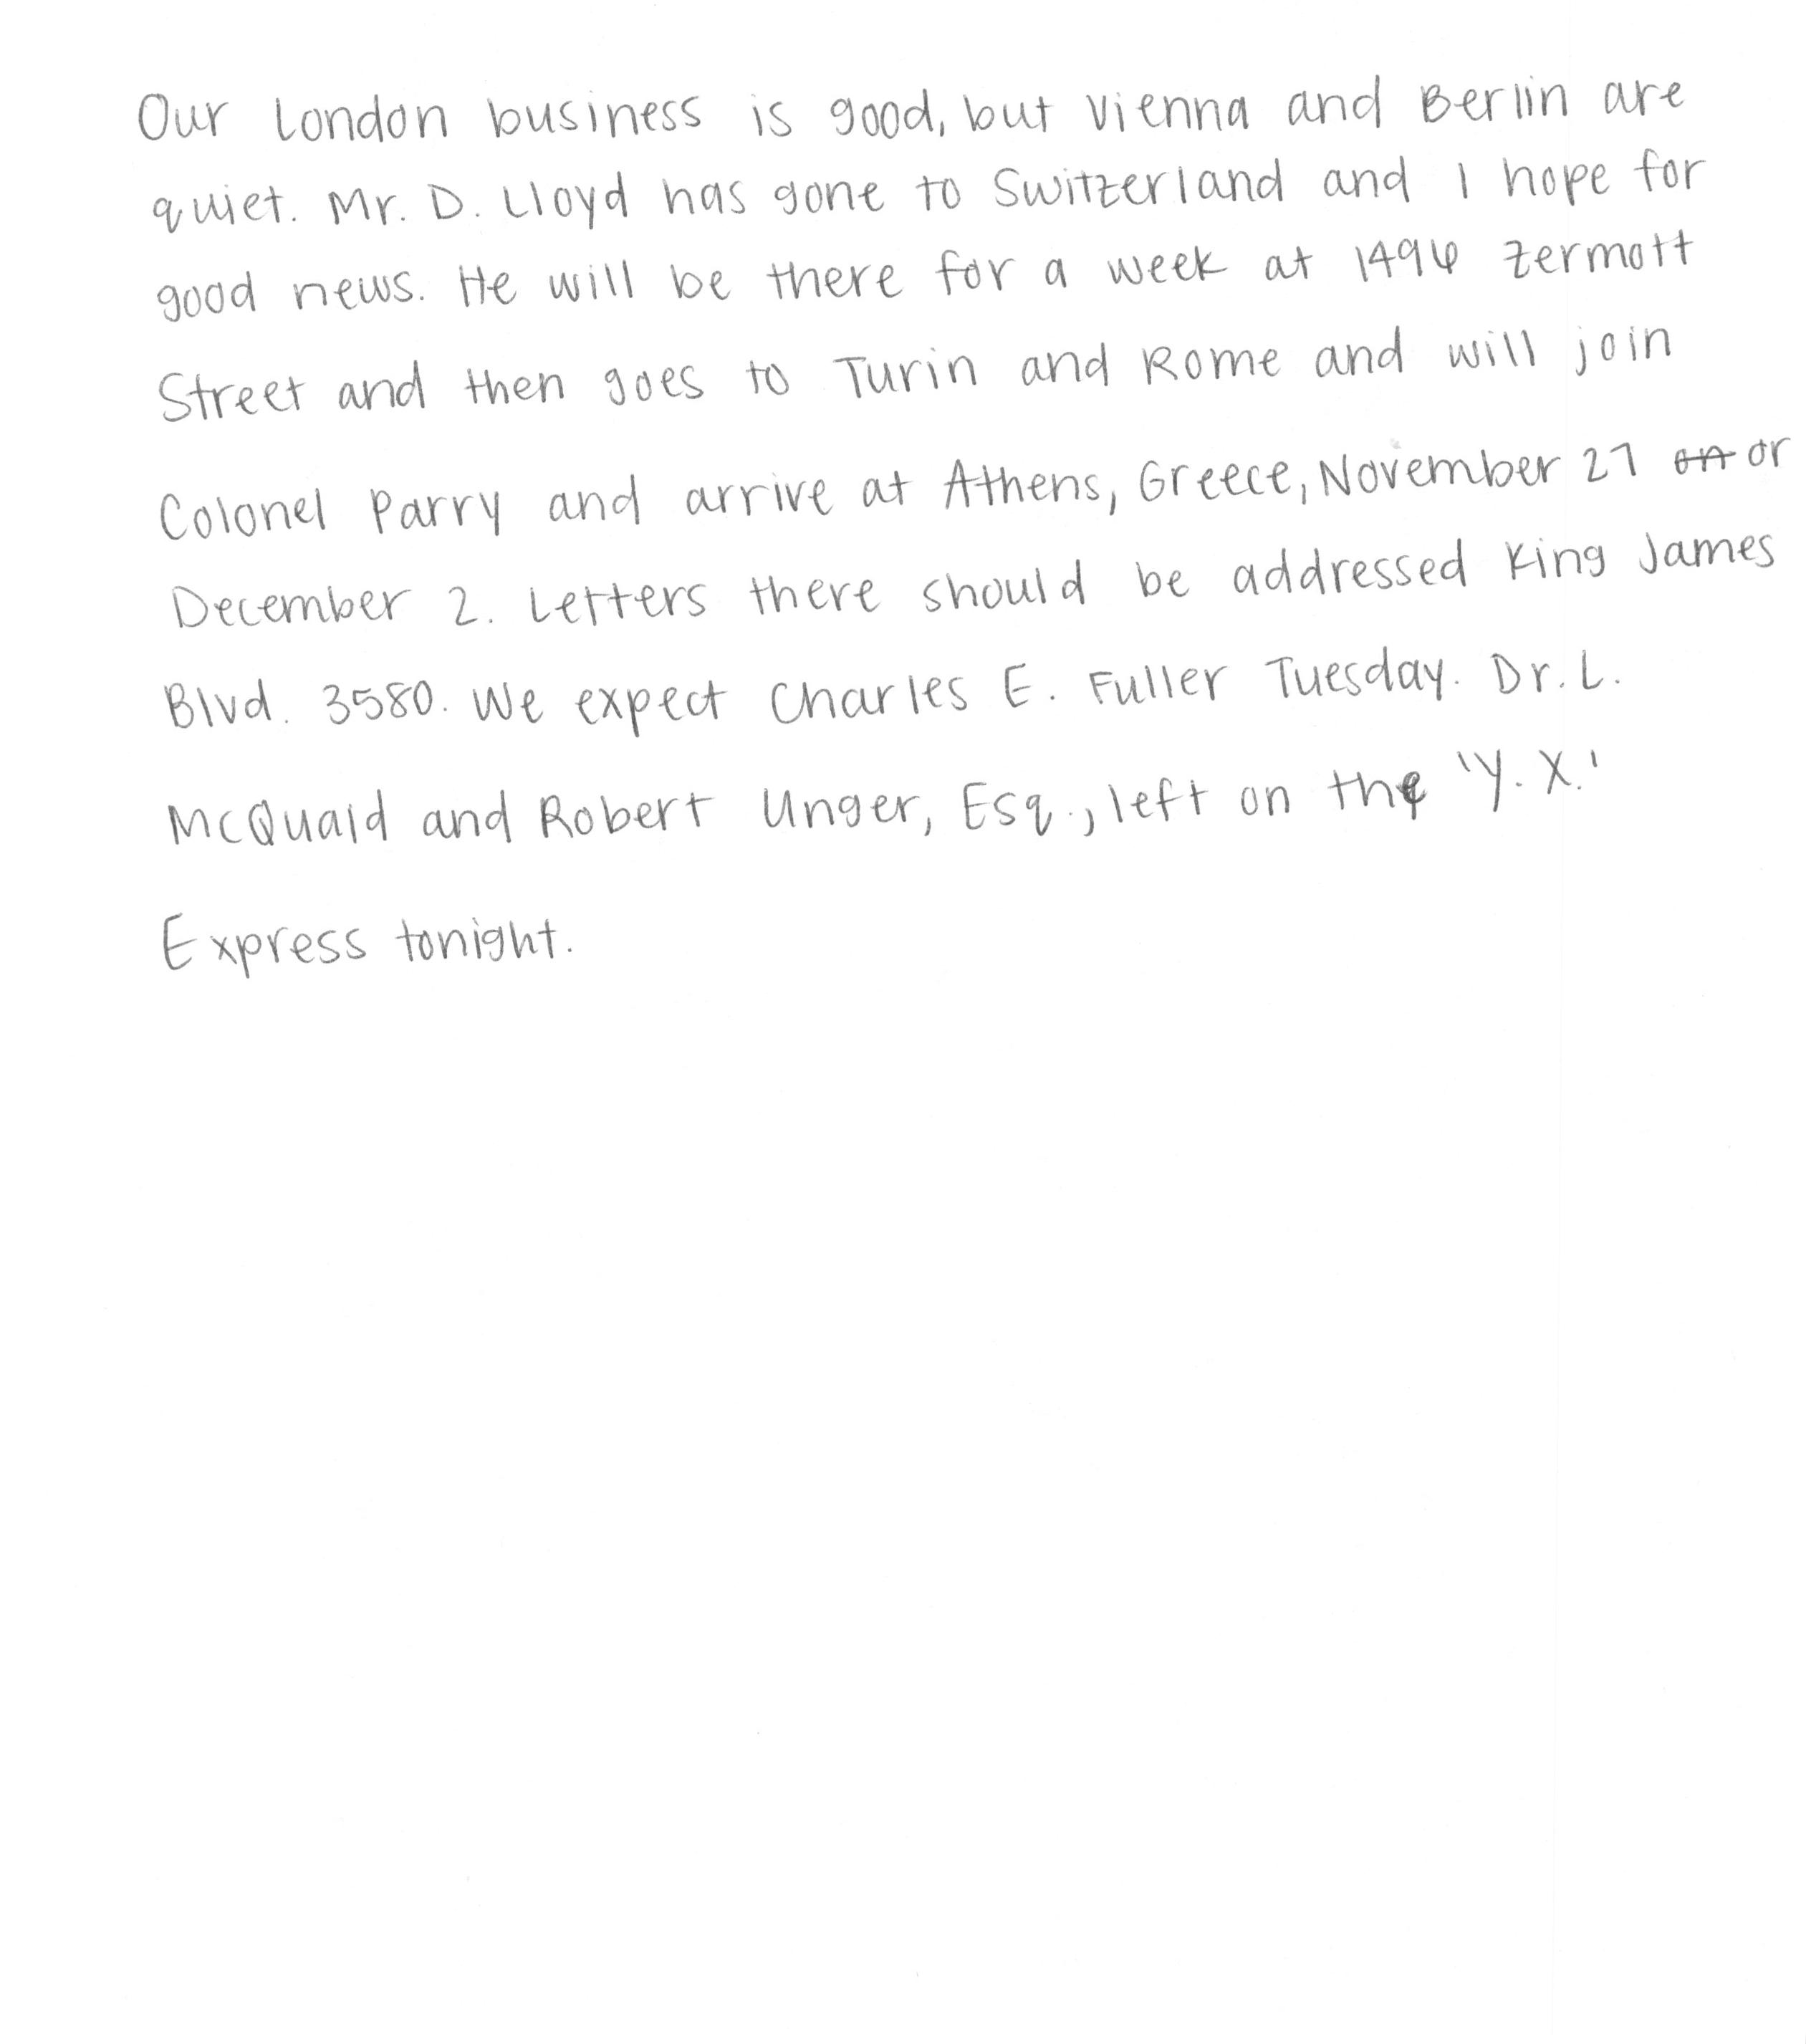 Our London business is good, but Vienna and Berlin are
quiet. Mr. D. Lloyd has gone to Switzerland and I hope for
good news. He will be there for a week at 1496 Zermott
Street and then goes to Turin and Rome and will join
Colonel Parry and arrive at Athens, Greece, November 27 ~~on~~ or
December 2. Letters there should be addressed King James
Blvd. 3580. We expect Charles E. Fuller Tuesday. Dr. L.
McQuaid and Robert Unger, Esq., left on the 'Y.X.'
Express tonight.